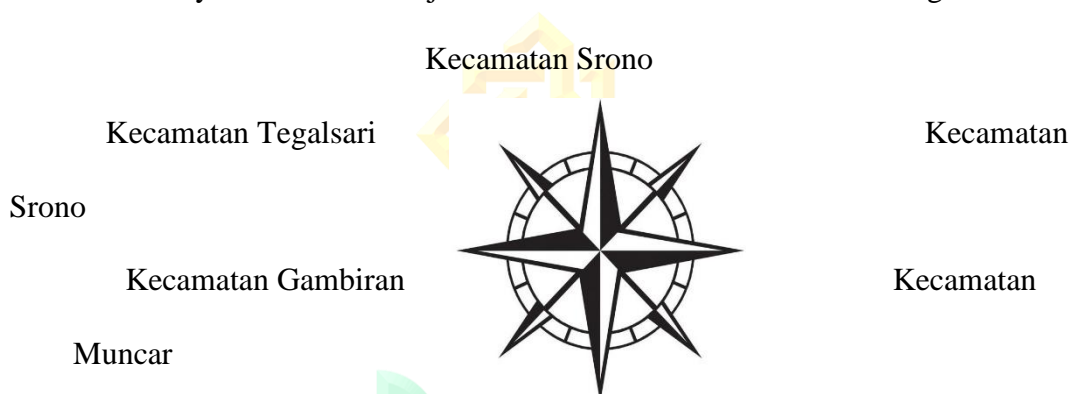 Kecamatan Srono
Kecamatan Tegalsari Kecamatan
Srono
Kecamatan Gambiran Kecamatan
Muncar